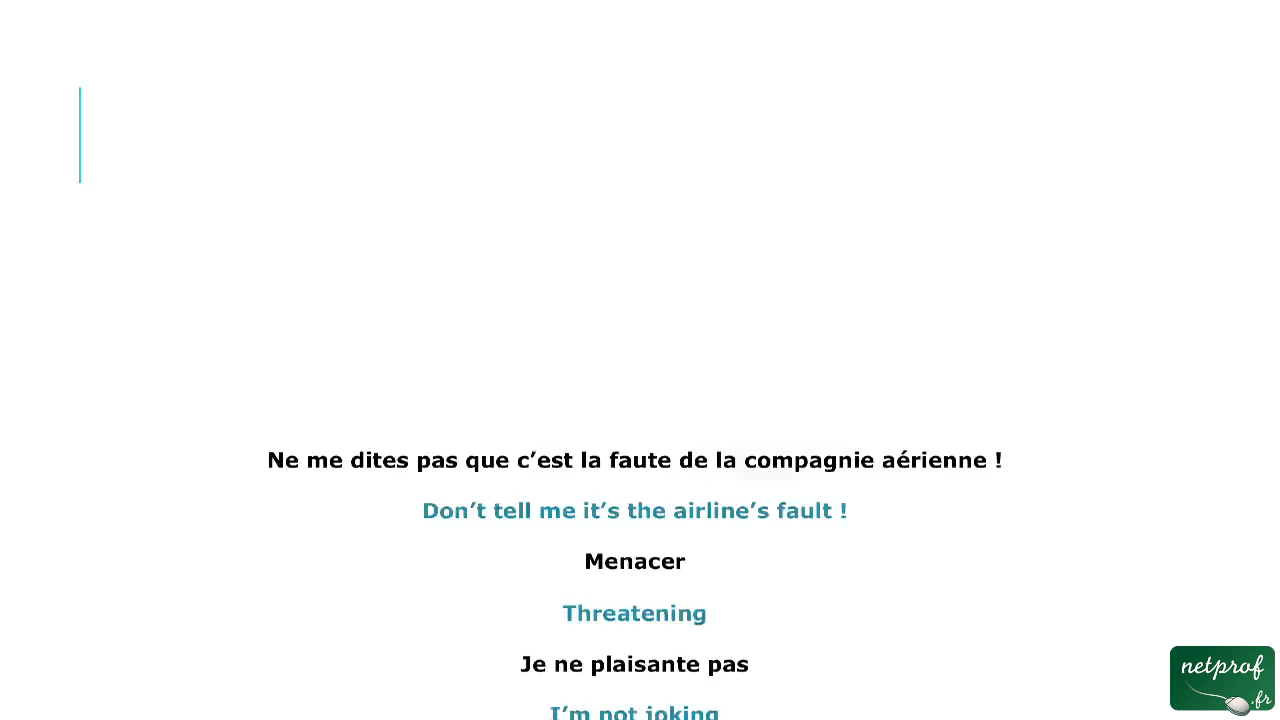 Ne me dites pas que c’est la faute de la compagnie aérienne !
Don’t tell me it’s the airline’s fault !
Menacer
Threatening
Je ne plaisante pas
I’m not joking
netprof
.fr